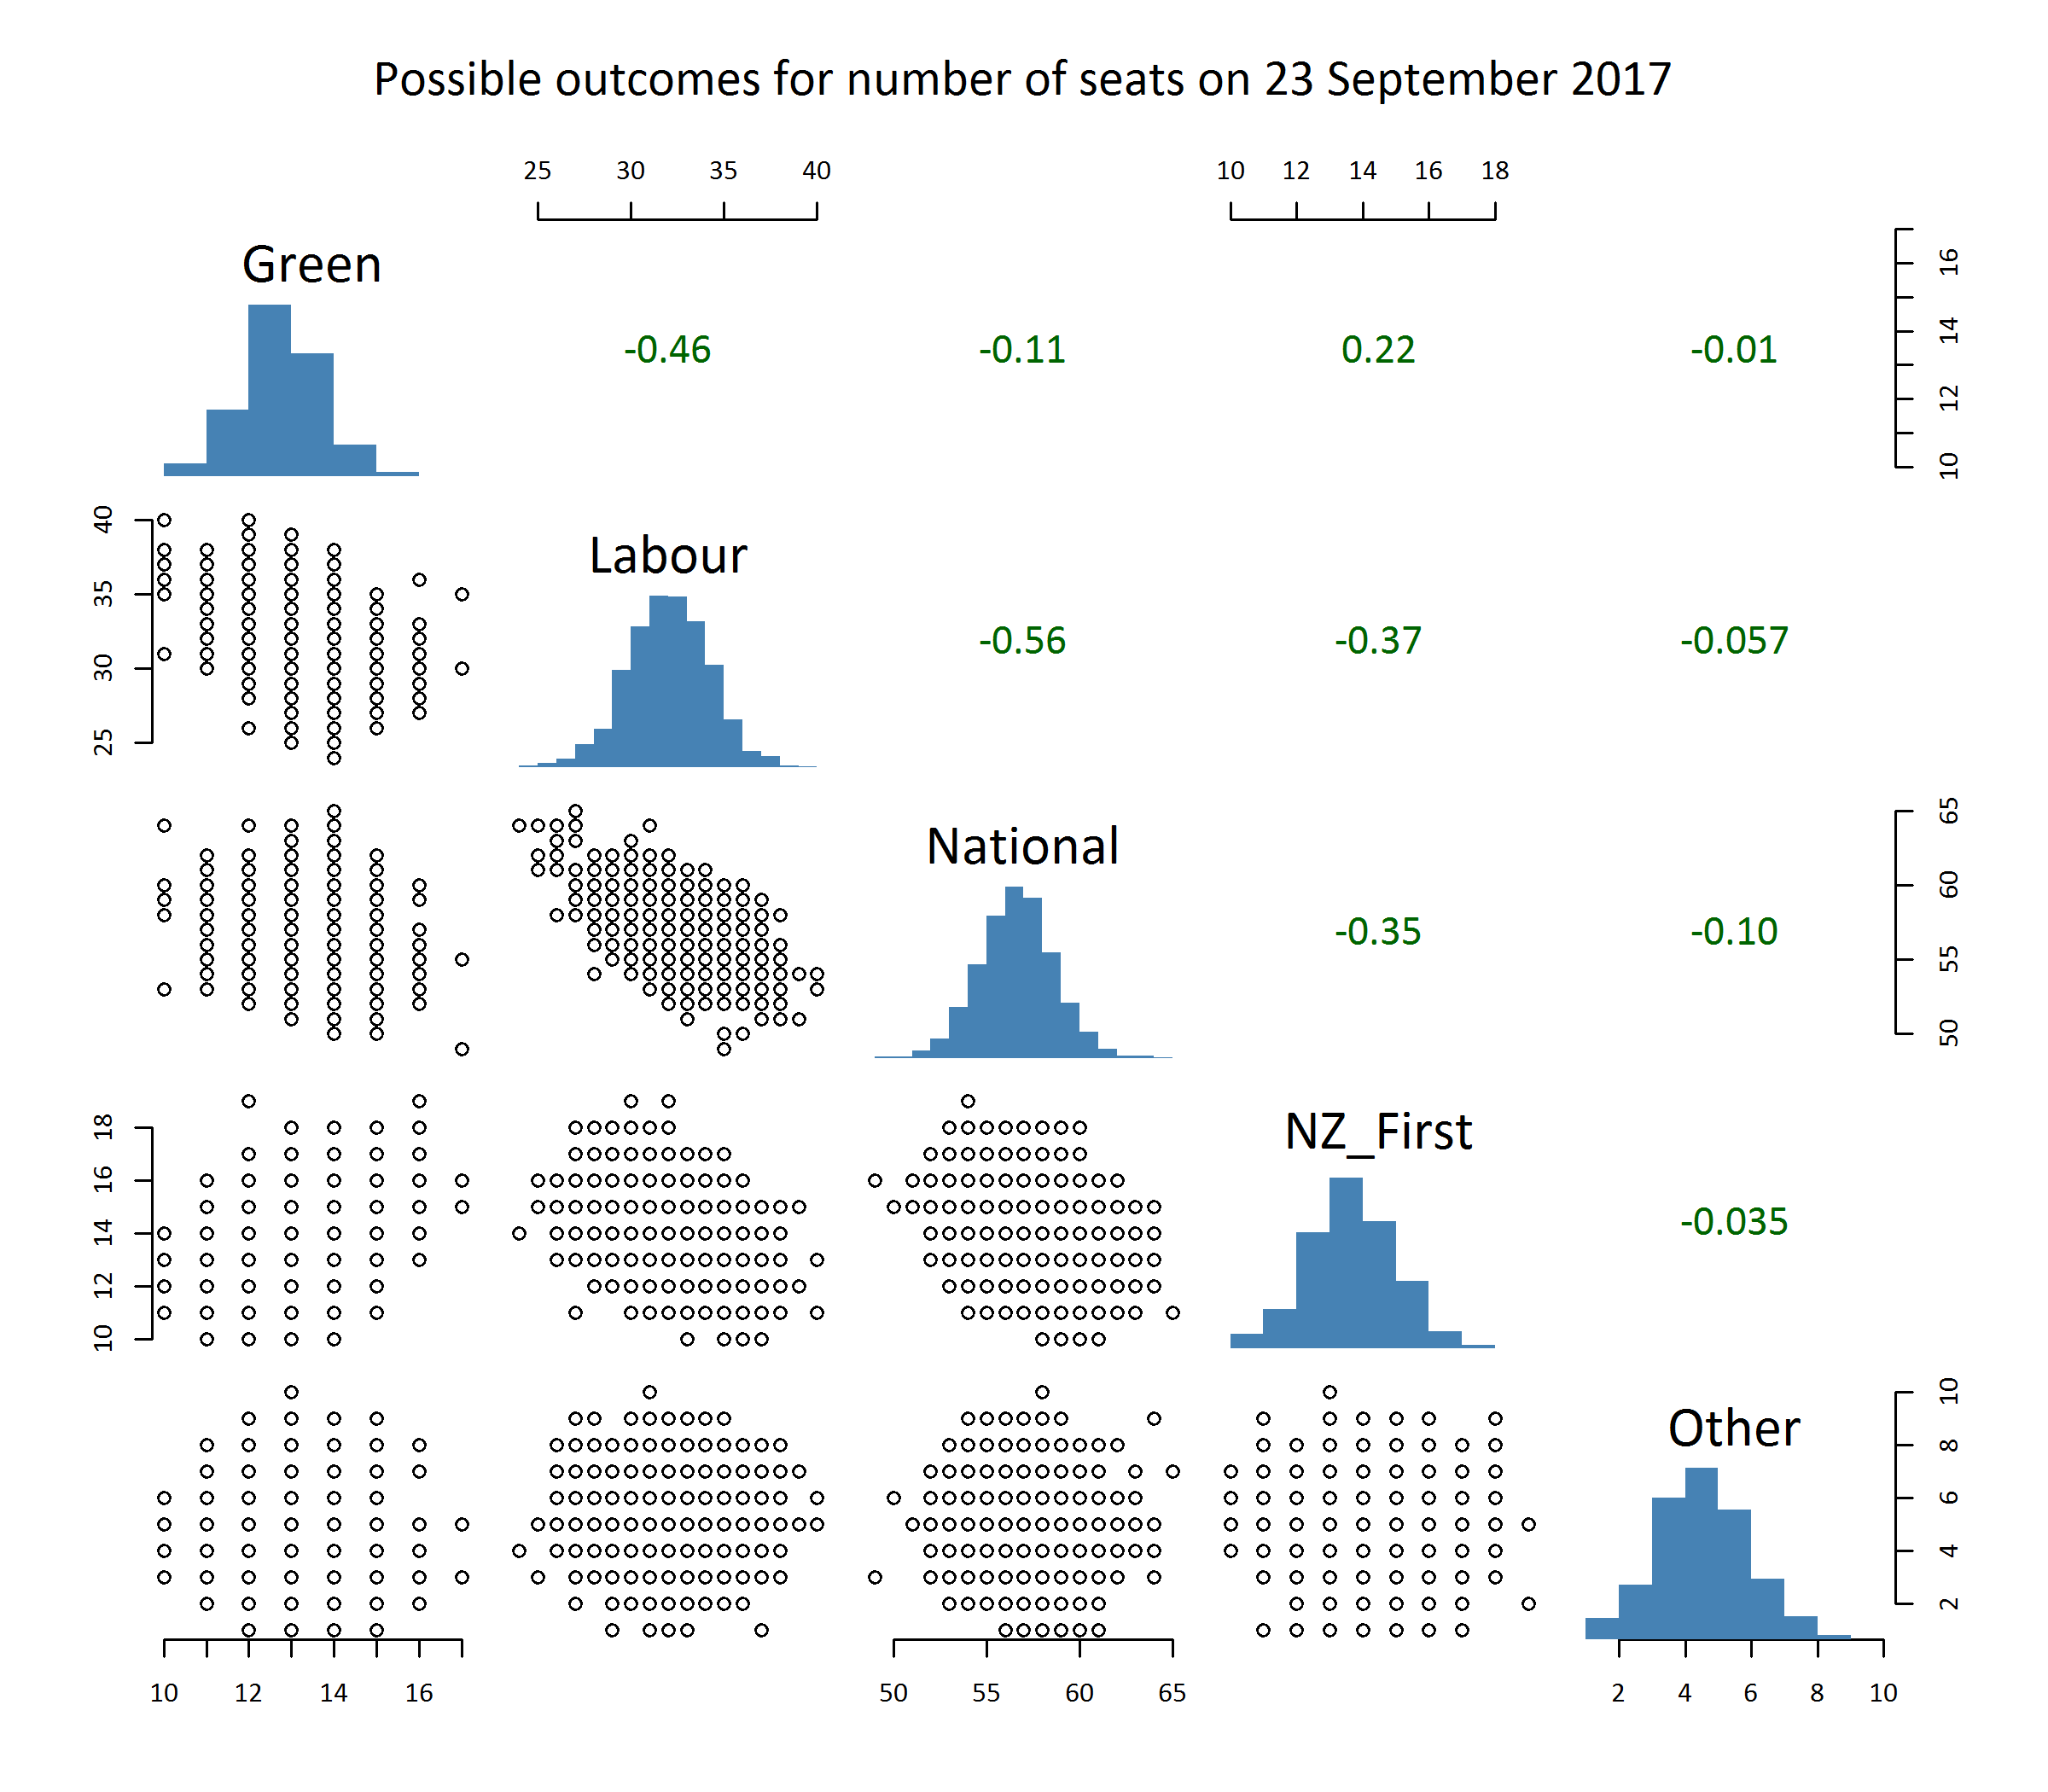 Possible outcomes for number of seats on 23 September 2017
25 30 35 40 10 12 14 16 18
Green
-0.46 -0.11 0.22 -0.01
10 12 14 16
25 30 35 40
Labour
-0.56 -0.37 -0.057
National
-0.35 -0.10
50 55 60 65
10 12 14 16 18
NZ_First
-0.035
Other
2 4 6 8 10
10 12 14 16 50 55 60 65 2 4 6 8 10